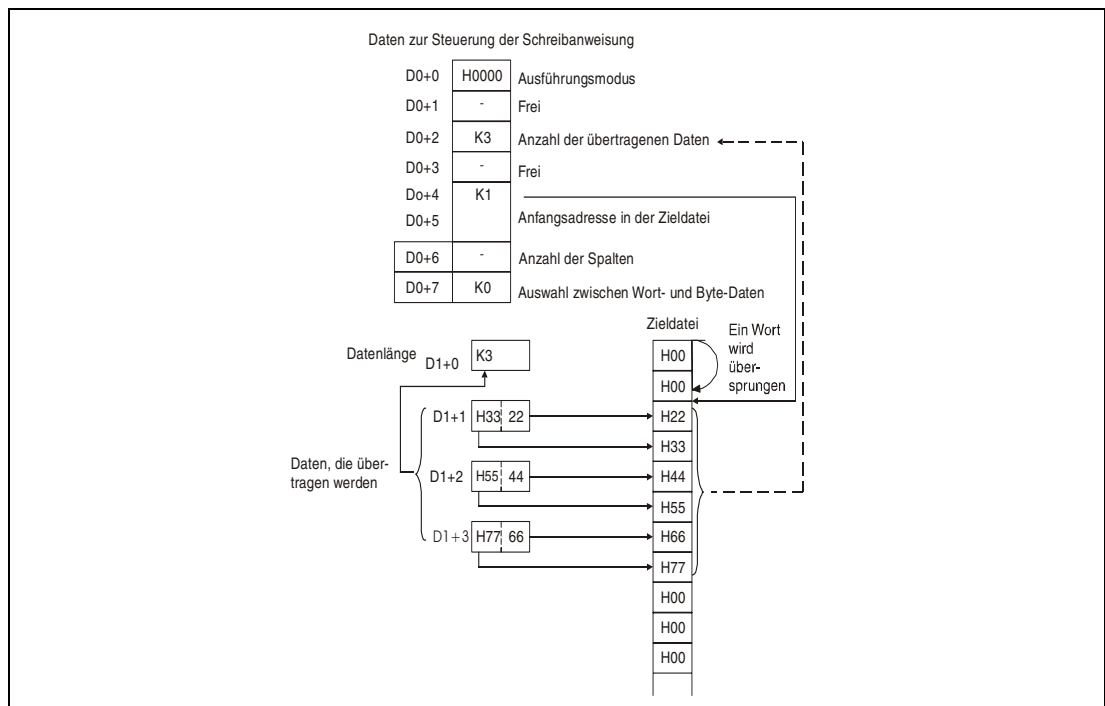 Daten zur Steuerung der Schreibanweisung
D0+0 H0000 Ausführungsmodus
D0+1 - Frei
D0+2 K3 Anzahl der übertragenen Daten
D0+3 - Frei
Do+4 K1
D0+5 Anfangsadresse in der Zieldatei
D0+6 - Anzahl der Spalten
D0+7 K0 Auswahl zwischen Wort- und Byte-Daten
Zieldatei
Datenlänge D1+0 K3
H00
Ein Wort
wird
über-
sprungen
H00
D1+1 H33 22 H22
H33
Daten, die über-
tragen werden
D1+2 H55 44 H44
H55
D1+3 H77 66 H66
H77
H00
H00
H00